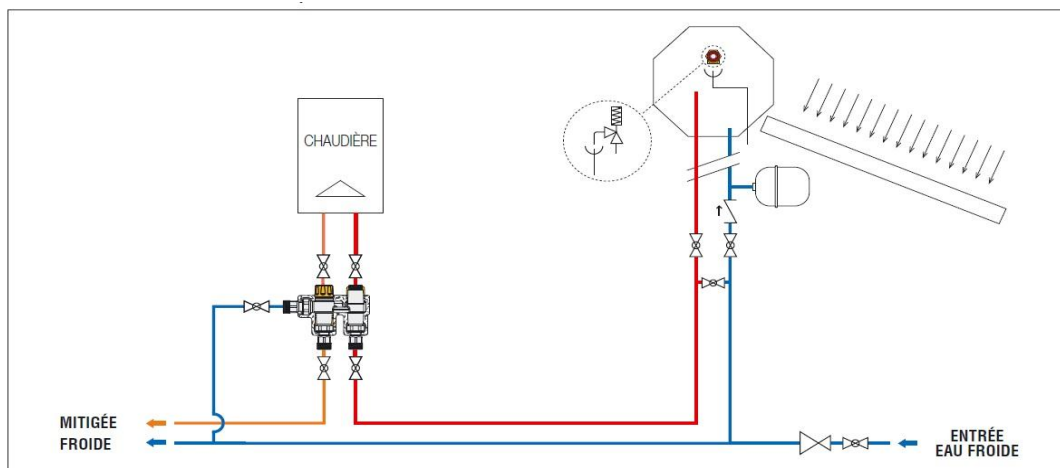 CHAUDIÈRE
MITIGÉE
FROIDE
ENTRÉE
EAU FROIDE